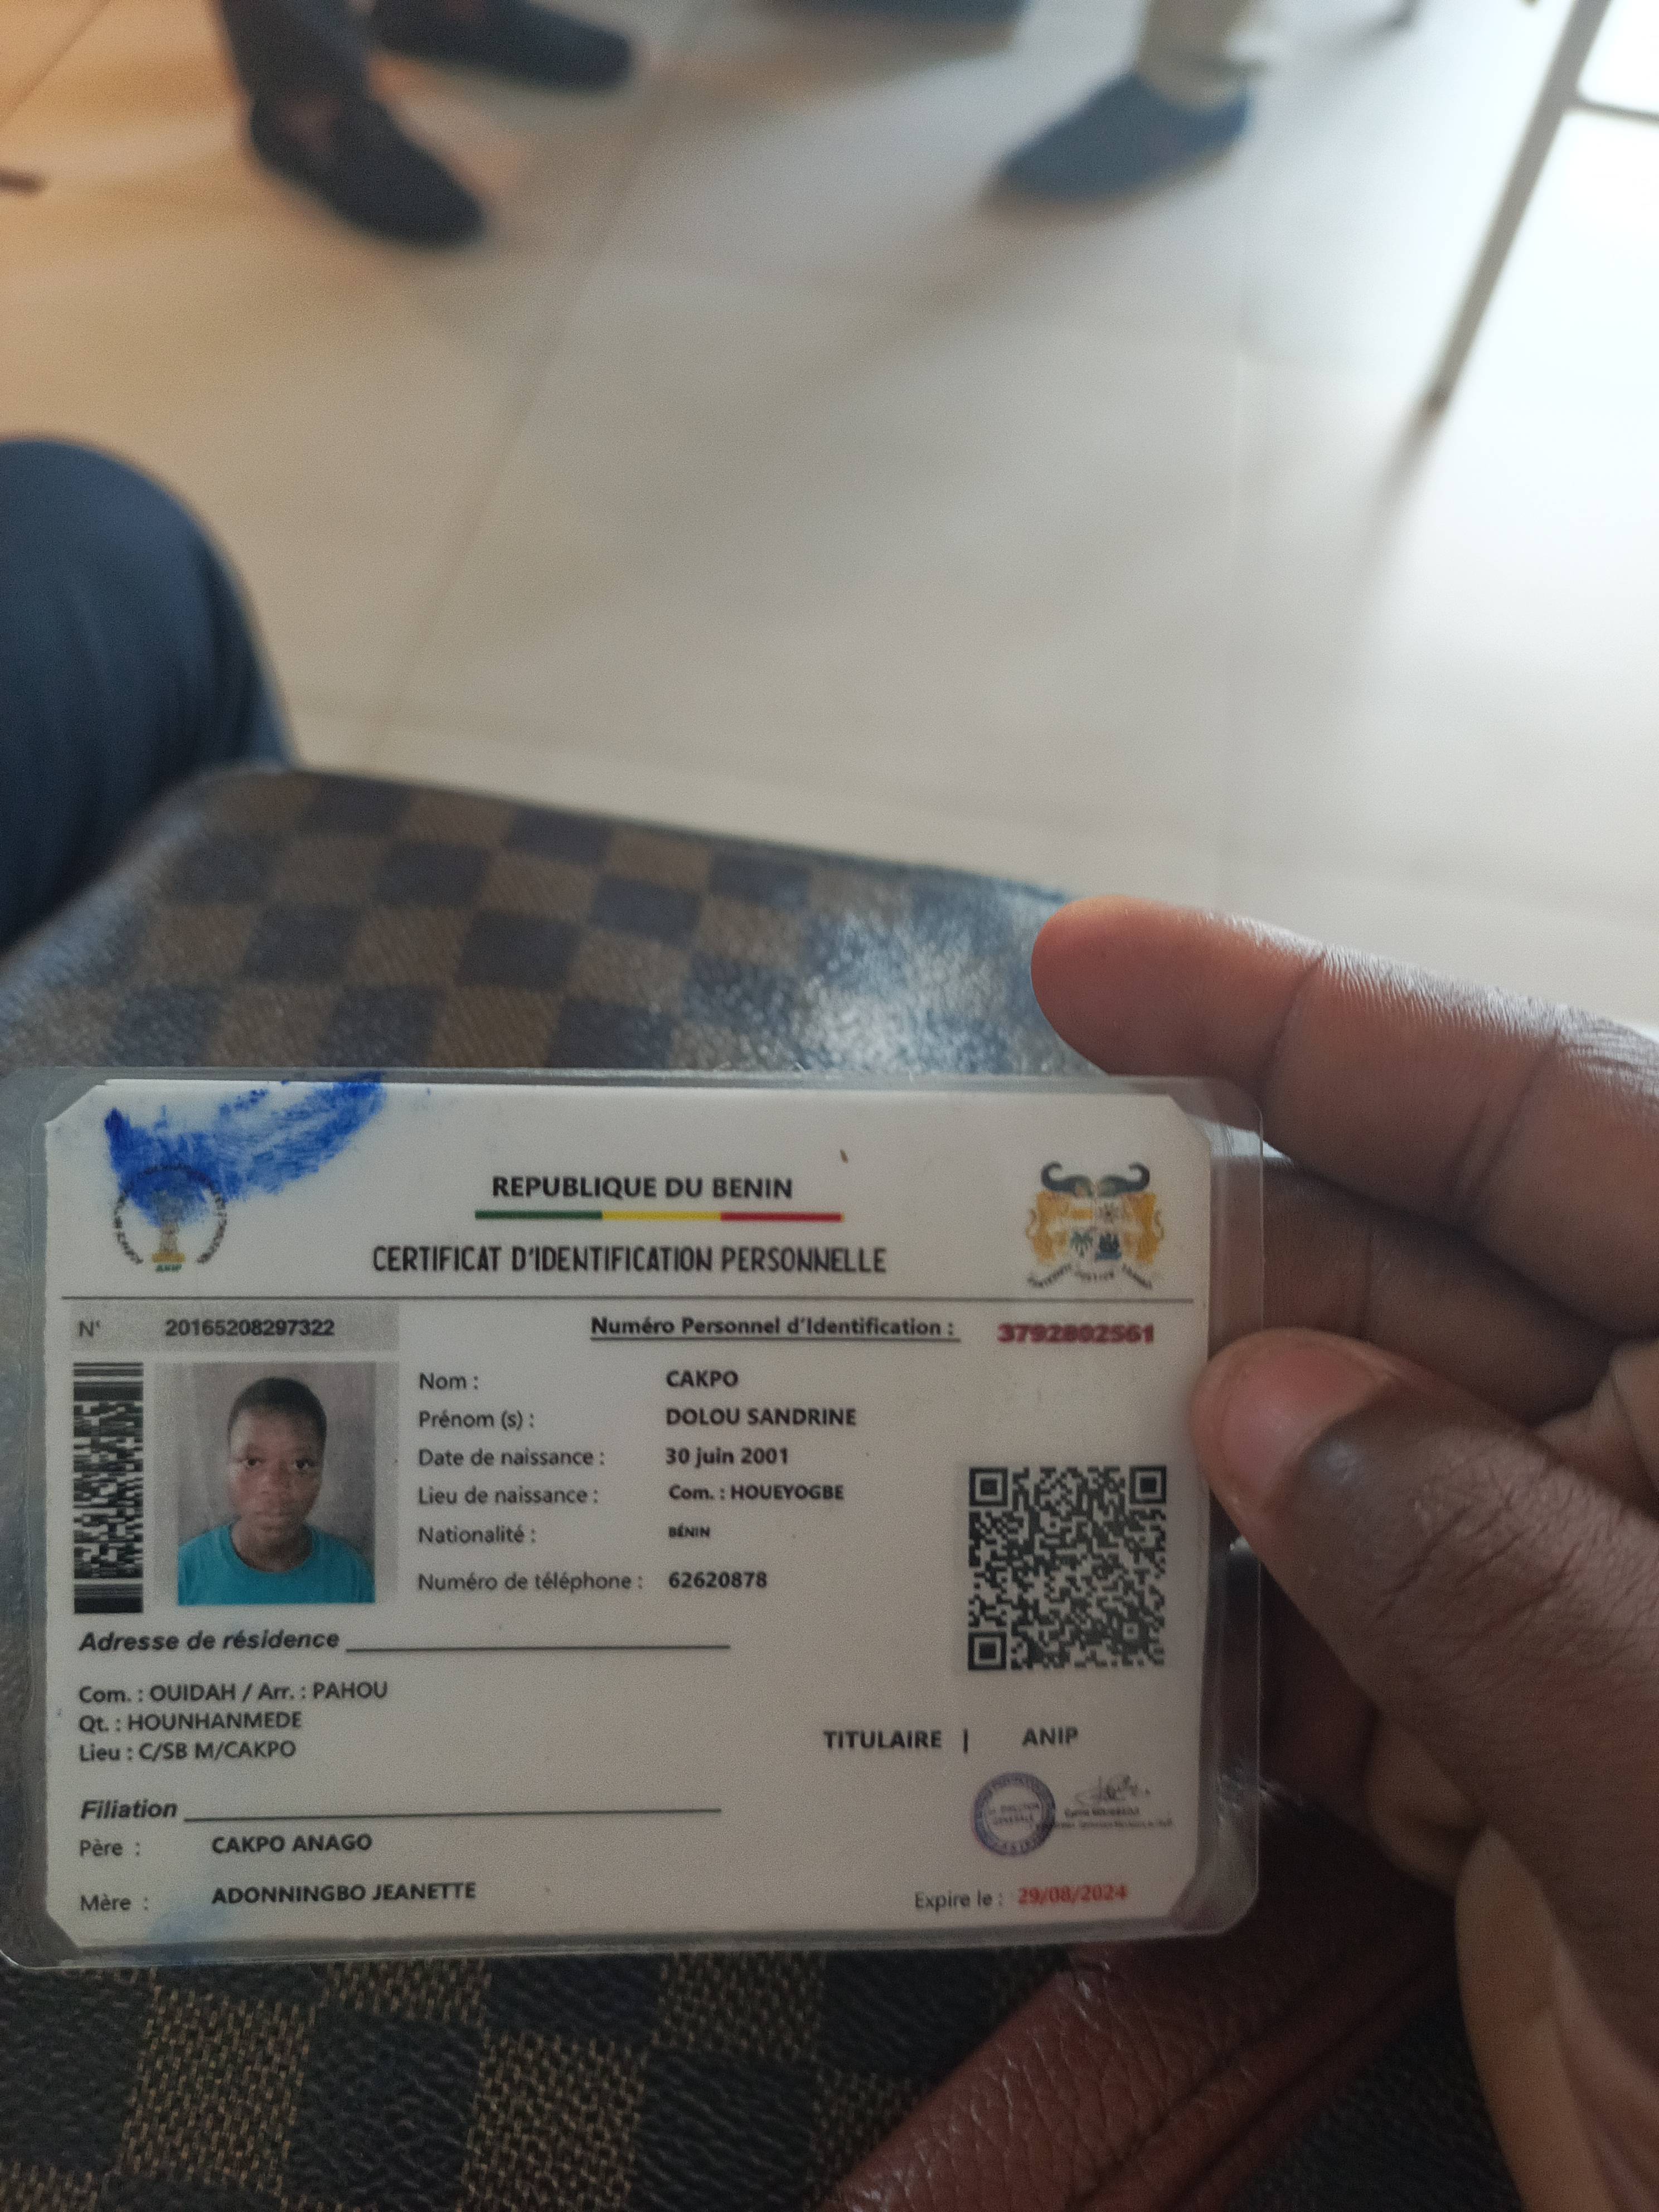 REPUBLIQUE DU BENIN
CERTIFICAT D'IDENTIFICATION PERSONNELLE
N° 20165208297322
Numéro Personnel d'Identification : 3792802561
Nom : CAKPO
Prénom (s) : DOLOU SANDRINE
Date de naissance : 30 juin 2001
Lieu de naissance : Com. : HOUEYOGBE
Nationalité : BÉNIN
Numéro de téléphone : 62620878
Adresse de résidence
Com. : OUIDAH / Arr. : PAHOU
Qt. : HOUNHANMEDE
Lieu : C/SB M/CAKPO
TITULAIRE | ANIP
Filiation
Père : CAKPO ANAGO
Mère : ADONNINGBO JEANETTE
Expire le : 29/08/2024